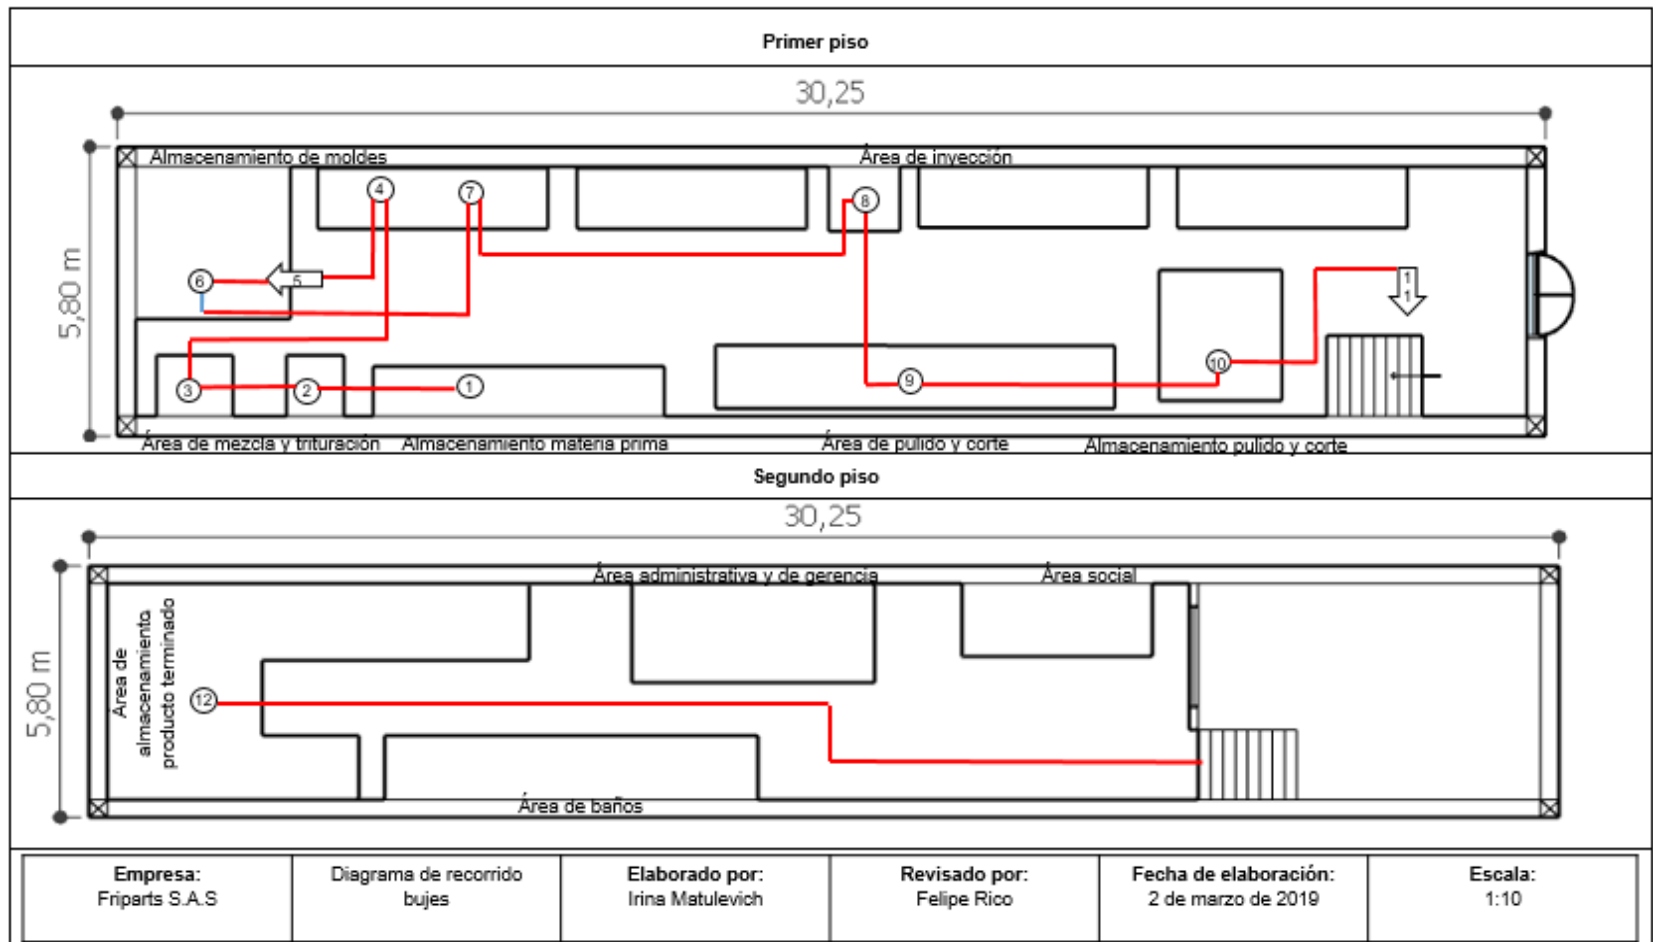 Primer piso
30,25
Almacenamiento de moldes
Área de inyección
4
7
8
6
5
1
1
5,80 m
10
3
2
1
9
Área de mezcla y trituración
Almacenamiento materia prima
Área de pulido y corte
Almacenamiento pulido y corte
Segundo piso
30,25
Área administrativa y de gerencia
Área social
Área de
almacenamiento
producto terminado
5,80 m
12
Área de baños
Empresa:
Friparts S.A.S
Diagrama de recorrido
bujes
Elaborado por:
Irina Matulevich
Revisado por:
Felipe Rico
Fecha de elaboración:
2 de marzo de 2019
Escala:
1:10